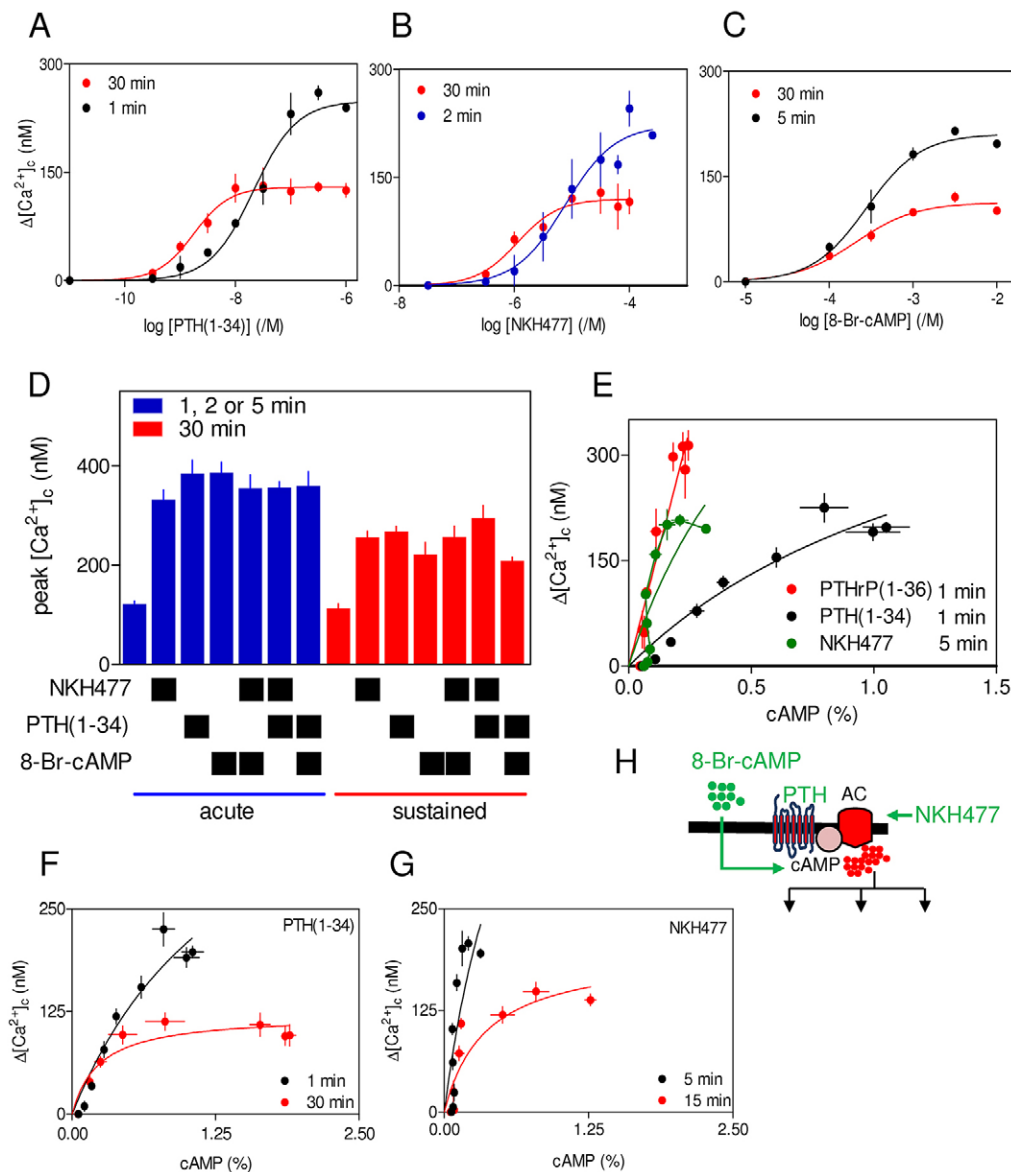 A
300
150
0
Δ[Ca²⁺]c (nM)
30 min
1 min
-10
-8
-6
log [PTH(1-34)] (/M)
B
300
150
0
30 min
2 min
-8
-6
-4
log [NKH477] (/M)
C
300
150
0
30 min
5 min
-5
-4
-3
-2
log [8-Br-cAMP] (/M)
D
peak [Ca²⁺]c (nM)
400
200
0
1, 2 or 5 min
30 min
NKH477
PTH(1-34)
8-Br-cAMP
acute
sustained
E
Δ[Ca²⁺]c (nM)
300
150
0
PTHrP(1-36) 1 min
PTH(1-34) 1 min
NKH477 5 min
0.0
0.5
1.0
1.5
cAMP (%)
H
8-Br-cAMP
PTH
AC
NKH477
cAMP
F
Δ[Ca²⁺]c (nM)
250
125
0
PTH(1-34)
1 min
30 min
0.00
1.25
2.50
cAMP (%)
G
Δ[Ca²⁺]c (nM)
250
125
0
NKH477
5 min
15 min
0.00
1.25
2.50
cAMP (%)